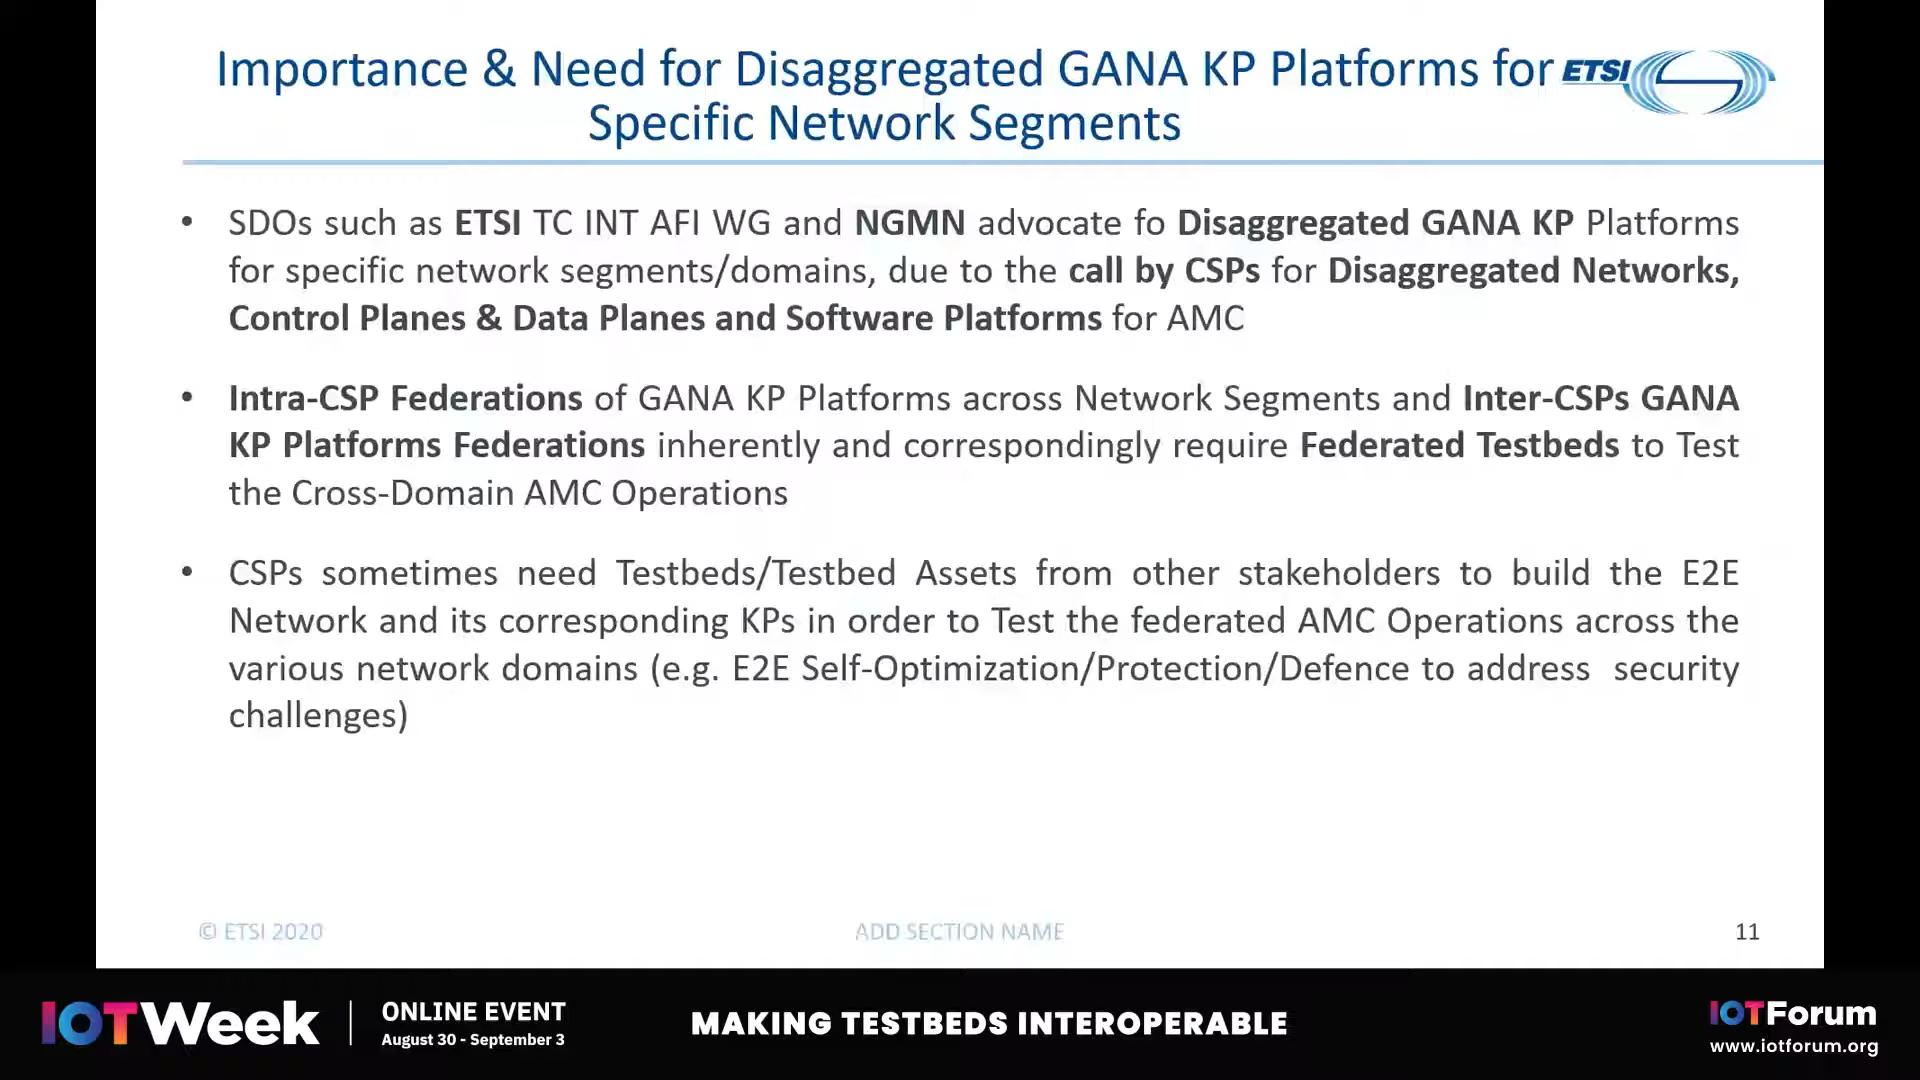 Importance & Need for Disaggregated GANA KP Platforms for
Specific Network Segments
ETSI
• SDOs such as ETSI TC INT AFI WG and NGMN advocate fo Disaggregated GANA KP Platforms
for specific network segments/domains, due to the call by CSPs for Disaggregated Networks,
Control Planes & Data Planes and Software Platforms for AMC
• Intra-CSP Federations of GANA KP Platforms across Network Segments and Inter-CSPs GANA
KP Platforms Federations inherently and correspondingly require Federated Testbeds to Test
the Cross-Domain AMC Operations
• CSPs sometimes need Testbeds/Testbed Assets from other stakeholders to build the E2E
Network and its corresponding KPs in order to Test the federated AMC Operations across the
various network domains (e.g. E2E Self-Optimization/Protection/Defence to address security
challenges)
© ETSI 2020
ADD SECTION NAME
11
IOTWeek
ONLINE EVENT
August 30 - September 3
MAKING TESTBEDS INTEROPERABLE
IOTForum
www.iotforum.org